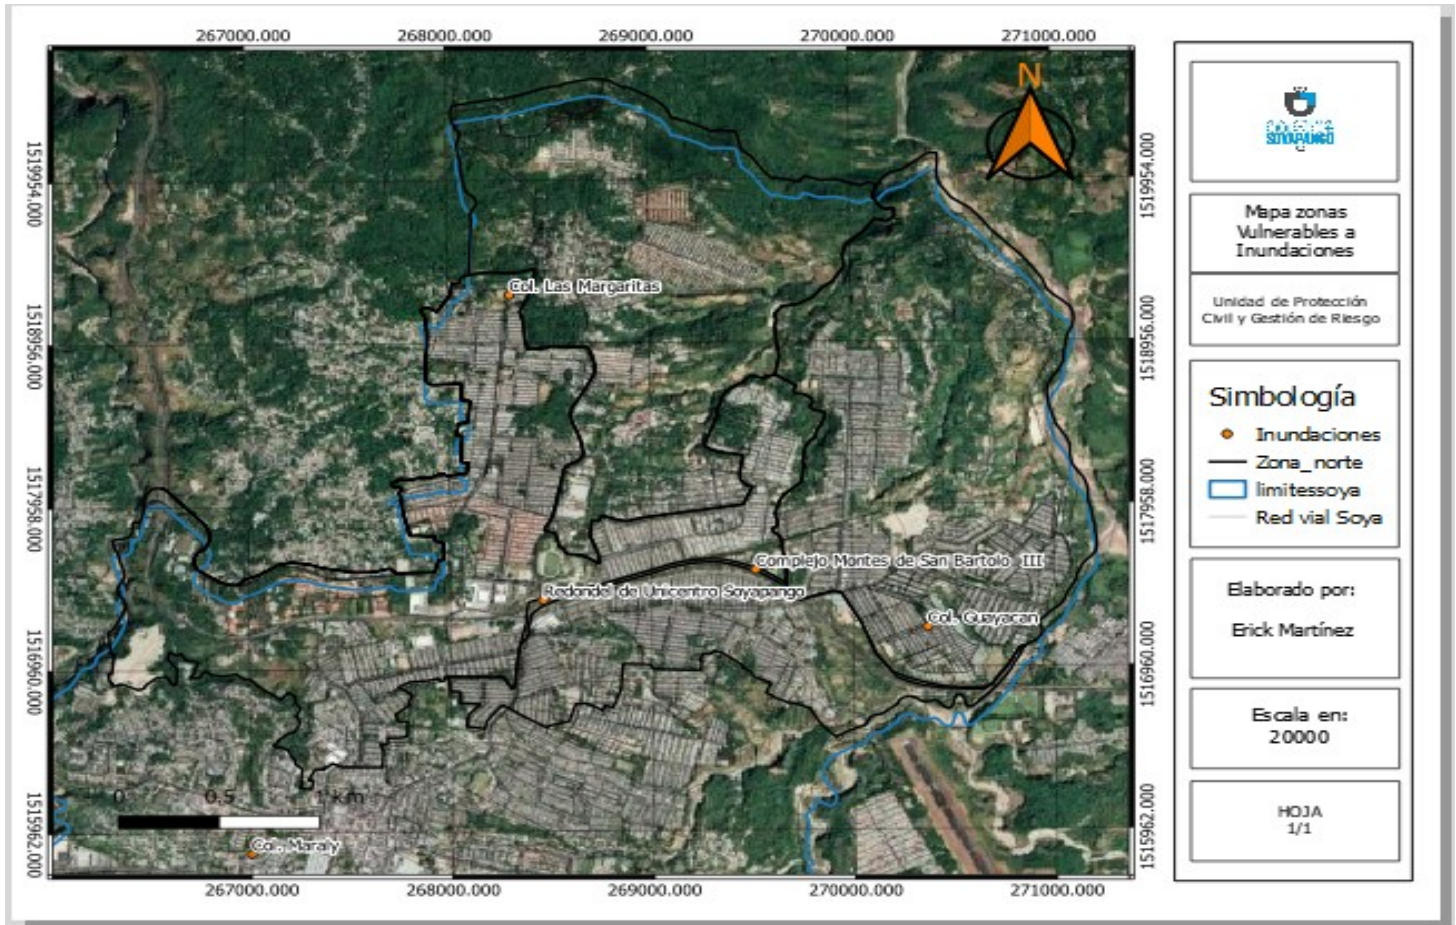 267000.000
268000.000
269000.000
270000.000
271000.000
N
1519954.000
1518956.000
1517958.000
1516960.000
1515962.000
Col. Las Margaritas
Complejo Montes de San Bartolo III
Redondel de Unicentro Soyapango
Col. Guayacan
0 0.5 1 km
Col. Maraly
1519954.000
1518956.000
1517958.000
1516960.000
1515962.000
267000.000
268000.000
269000.000
270000.000
271000.000
SOYAPANGO
Mapa zonas
Vulnerables a
Inundaciones
Unidad de Protección
Civil y Gestión de Riesgo
Simbología
Inundaciones
Zona_norte
limitessoya
Red vial Soya
Elaborado por:
Erick Martínez
Escala en:
20000
HOJA
1/1